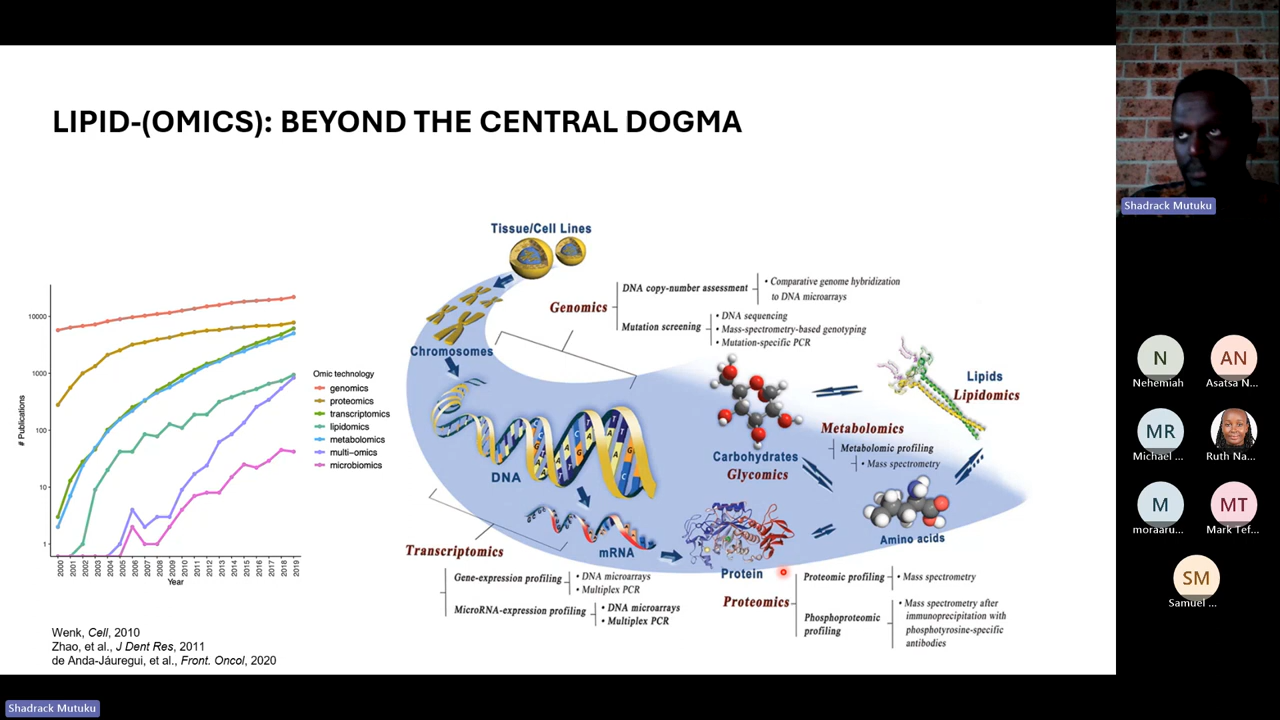 LIPID-(OMICS): BEYOND THE CENTRAL DOGMA
# Publications
10000
1000
100
10
1
2000
2001
2002
2003
2004
2005
2006
2007
2008
2009
2010
2011
2012
2013
2014
2015
2016
2017
2018
2019
Year
Omic technology
genomics
proteomics
transcriptomics
lipidomics
metabolomics
multi-omics
microbiomics
Tissue/Cell Lines
Chromosomes
DNA
mRNA
Protein
Genomics
DNA copy-number assessment
• Comparative genome hybridization
to DNA microarrays
Mutation screening
• DNA sequencing
• Mass-spectrometry-based genotyping
• Mutation-specific PCR
Lipids
Lipidomics
Metabolomics
Metabolomic profiling
• Mass spectrometry
Carbohydrates
Glycomics
Amino acids
Transcriptomics
Gene-expression profiling
• DNA microarrays
• Multiplex PCR
MicroRNA-expression profiling
• DNA microarrays
• Multiplex PCR
Proteomics
Proteomic profiling
• Mass spectrometry
Phosphoproteomic
profiling
• Mass spectrometry after
immunoprecipitation with
phosphotyrosine-specific
antibodies
Wenk, Cell, 2010
Zhao, et al., J Dent Res, 2011
de Anda-Jáuregui, et al., Front. Oncol, 2020
Shadrack Mutuku
N
Nehemiah
AN
Asatsa N...
MR
Michael ...
Ruth Na...
M
moraaru...
MT
Mark Tef...
SM
Samuel ...
Shadrack Mutuku